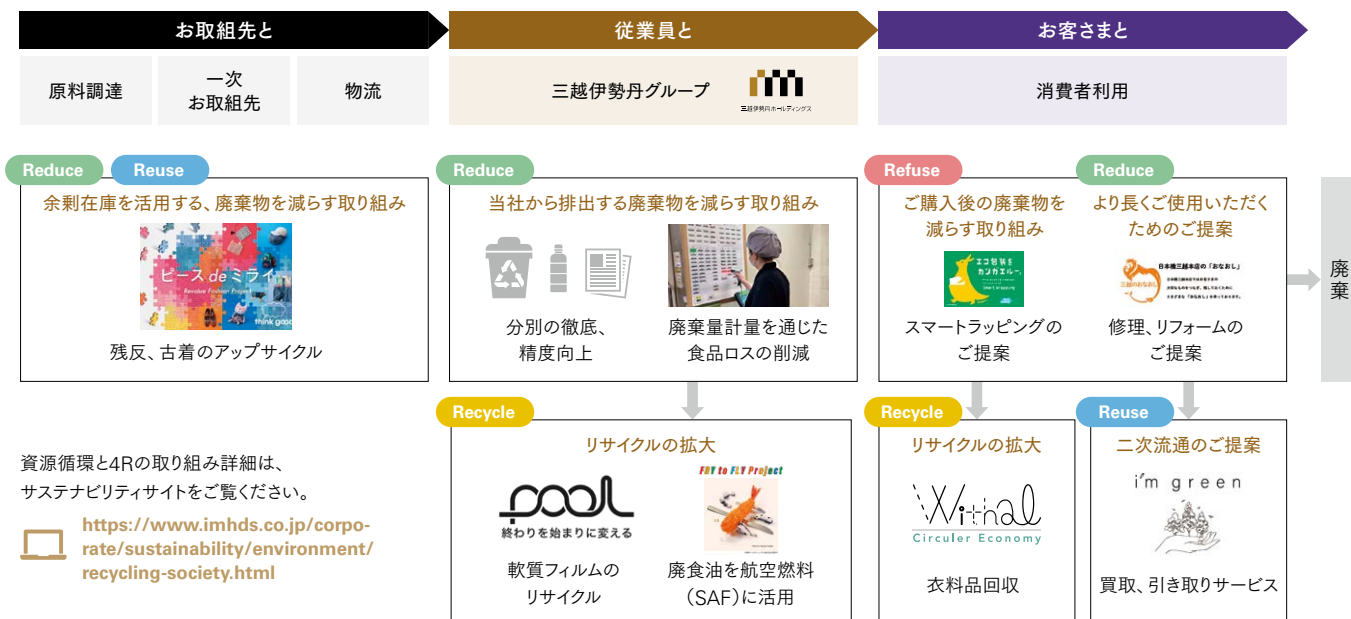 お取組先と
従業員と
お客さまと
原料調達
一次
お取組先
物流
三越伊勢丹グループ
三越伊勢丹ホールディングス
消費者利用
Reduce
Reuse
余剰在庫を活用する、廃棄物を減らす取り組み
ピース de ミライ
Revalue Fashion Project
think good
残反、古着のアップサイクル
Reduce
当社から排出する廃棄物を減らす取り組み
分別の徹底、
精度向上
廃棄量計量を通じた
食品ロスの削減
Refuse
ご購入後の廃棄物を
減らす取り組み
エコ包装を
カンガエルー。
スマートラッピングの
ご提案
Reduce
より長くご使用いただく
ためのご提案
日本橋三越本店の「おなおし」
三越のおなおし
修理、リフォームの
ご提案
廃棄
Recycle
リサイクルの拡大
pool
終わりを始まりに変える
軟質フィルムの
リサイクル
FRY to FLY Project
廃食油を航空燃料
（SAF）に活用
Recycle
リサイクルの拡大
Withal
Circuler Economy
衣料品回収
Reuse
二次流通のご提案
i'm green
買取、引き取りサービス
資源循環と4Rの取り組み詳細は、
サステナビリティサイトをご覧ください。
https://www.imhds.co.jp/corpo-
rate/sustainability/environment/
recycling-society.html